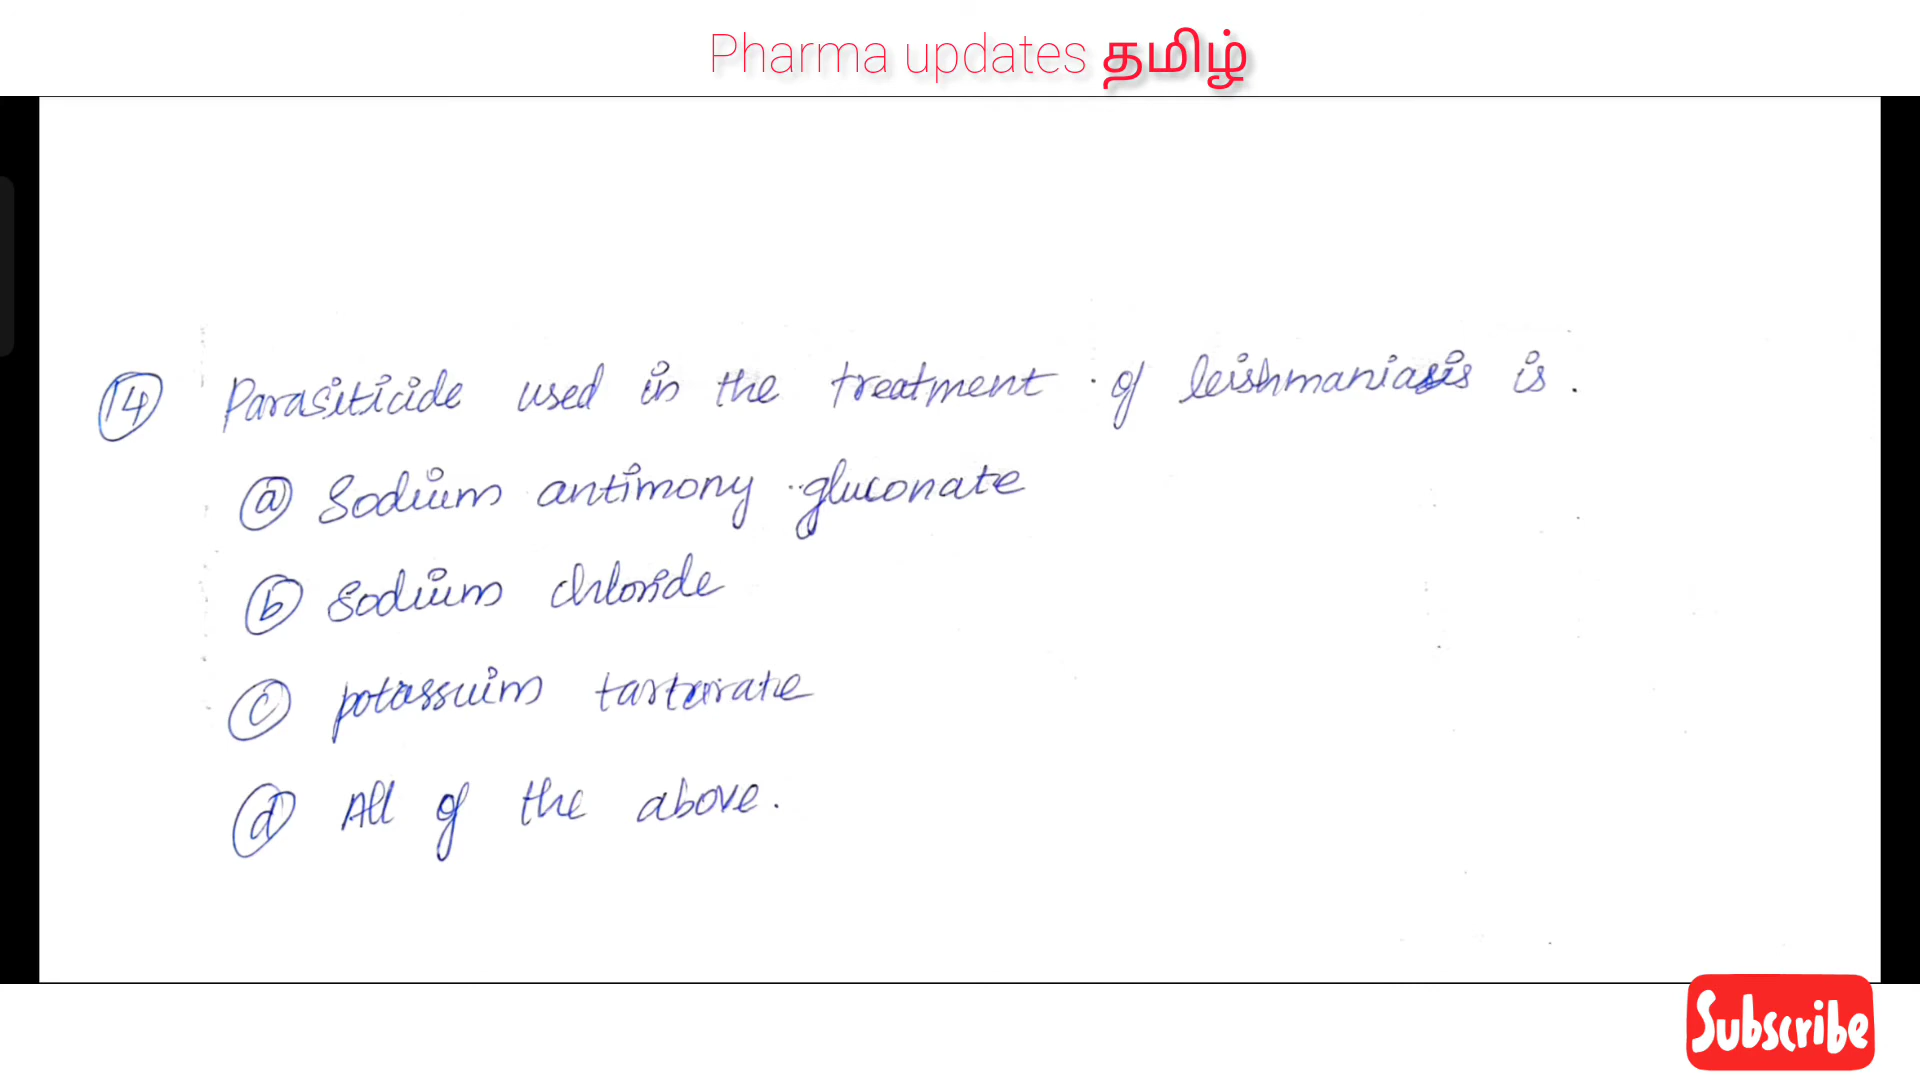 Pharma updates தமிழ்
14 Parasiticide used in the treatment of leishmaniasis is.
a Sodium antimony gluconate
b Sodium chloride
c potassium tartarate
d All of the above.
Subscribe